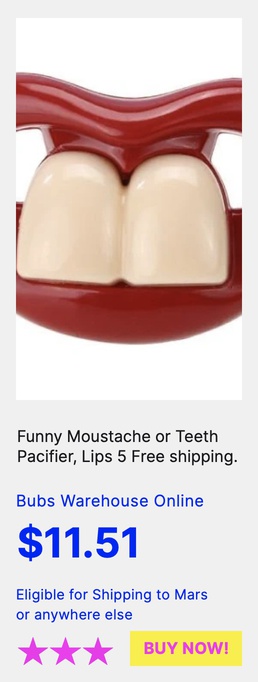 Funny Moustache or Teeth
Pacifier, Lips 5 Free shipping.
Bubs Warehouse Online
$11.51
Eligible for Shipping to Mars
or anywhere else
BUY NOW!